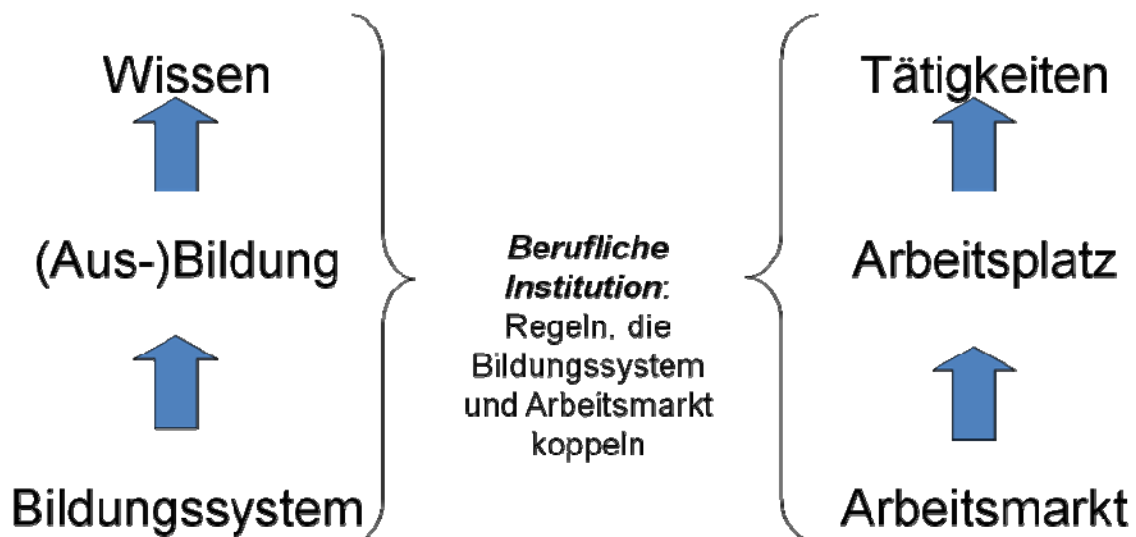 Wissen
(Aus-)Bildung
Bildungssystem
Berufliche
Institution:
Regeln, die
Bildungssystem
und Arbeitsmarkt
koppeln
Tätigkeiten
Arbeitsplatz
Arbeitsmarkt